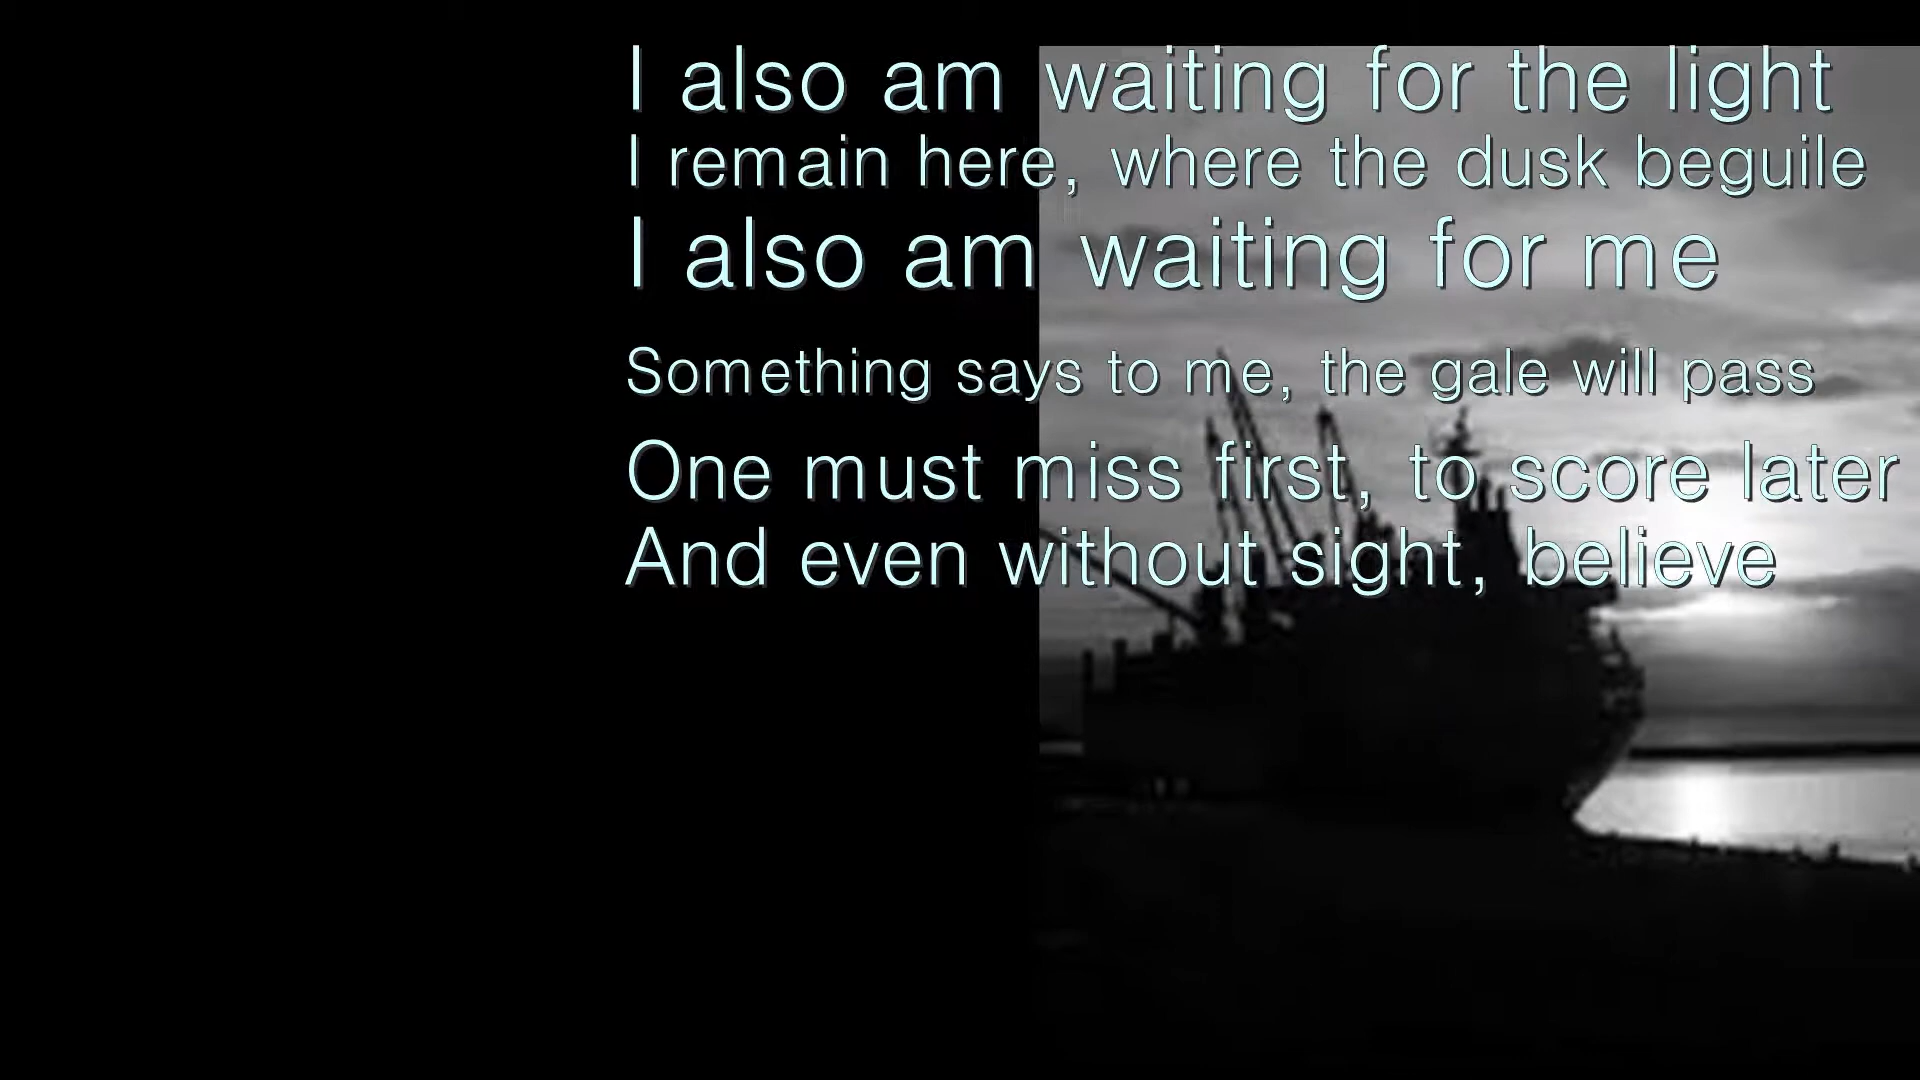 I also am waiting for the light
I remain here, where the dusk beguile
I also am waiting for me
Something says to me, the gale will pass
One must miss first, to score later
And even without sight, believe